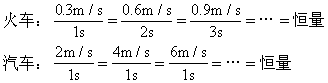 火车：0.3m/s/1s = 0.6m/s/2s = 0.9m/s/3s = … = 恒量
汽车：2m/s/1s = 4m/s/1s = 6m/s/1s = … = 恒量